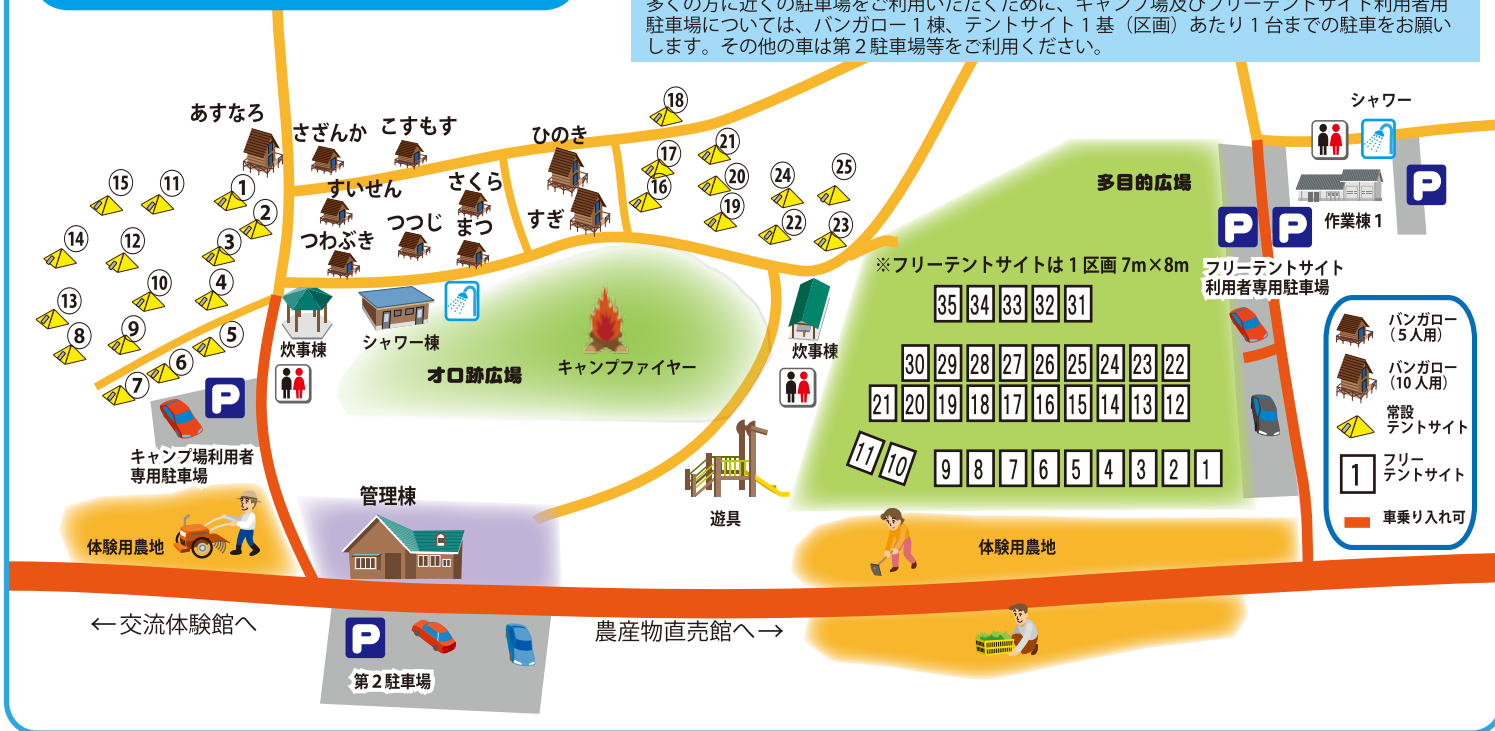 多くの方に近くの駐車場をご利用いただくために、キャンプ場及びフリーテントサイト利用者用
駐車場については、バンガロー１棟、テントサイト１基（区画）あたり１台までの駐車をお願い
します。その他の車は第２駐車場等をご利用ください。
あすなろ
さざんか
こすもす
ひのき
すいせん
さくら
すぎ
つつじ
まつ
つわぶき
18
21
17
25
20
24
16
19
22
23
15
11
1
2
14
12
3
10
4
13
9
5
8
6
7
シャワー
P
作業棟１
多目的広場
P
P
フリーテントサイト
利用者専用駐車場
※フリーテントサイトは１区画 7m×8m
35 34 33 32 31
30 29 28 27 26 25 24 23 22
21 20 19 18 17 16 15 14 13 12
11 10 9 8 7 6 5 4 3 2 1
炊事棟
シャワー棟
オロ跡広場
キャンプファイヤー
炊事棟
P
キャンプ場利用者
専用駐車場
管理棟
遊具
体験用農地
体験用農地
バンガロー
（５人用）
バンガロー
（10 人用）
常設
テントサイト
1
フリー
テントサイト
車乗り入れ可
←交流体験館へ
農産物直売館へ→
P
第２駐車場